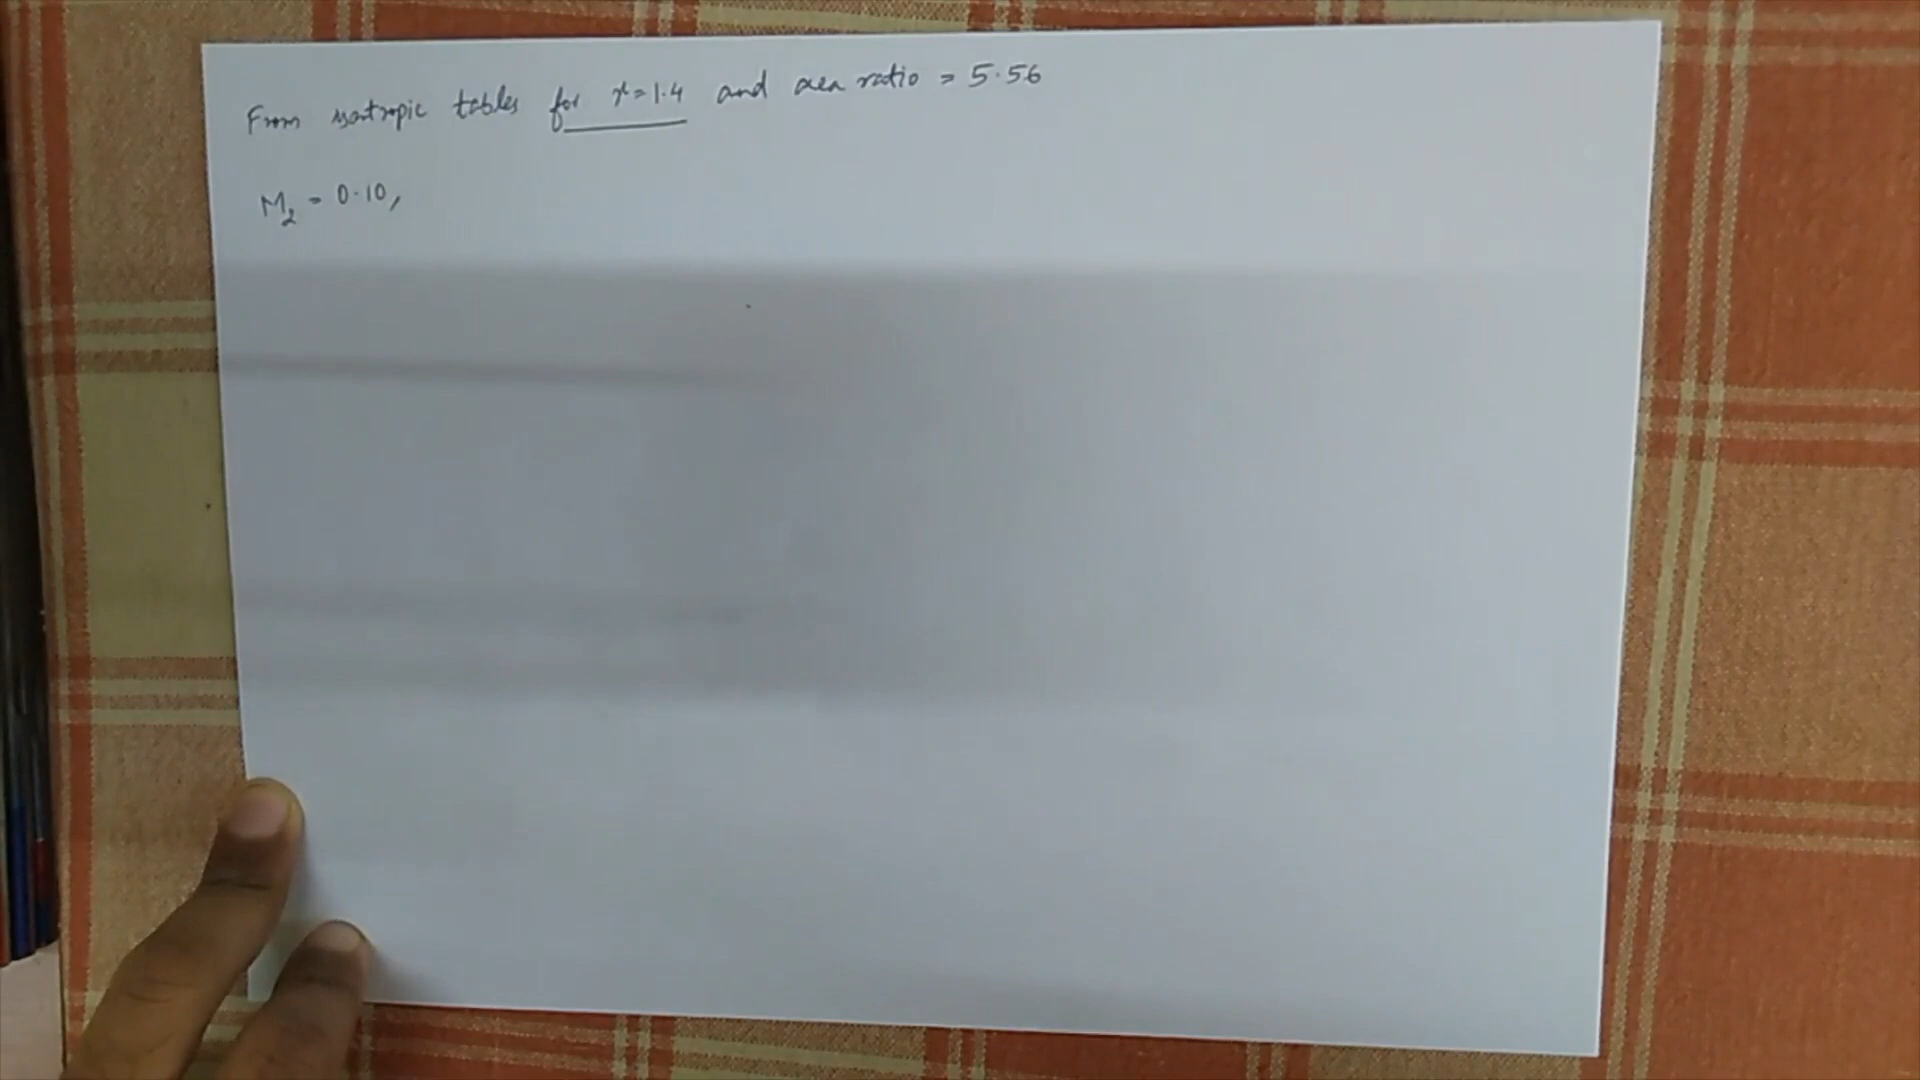 From isentropic tables for γ=1.4 and area ratio = 5.56
M2 = 0.10,